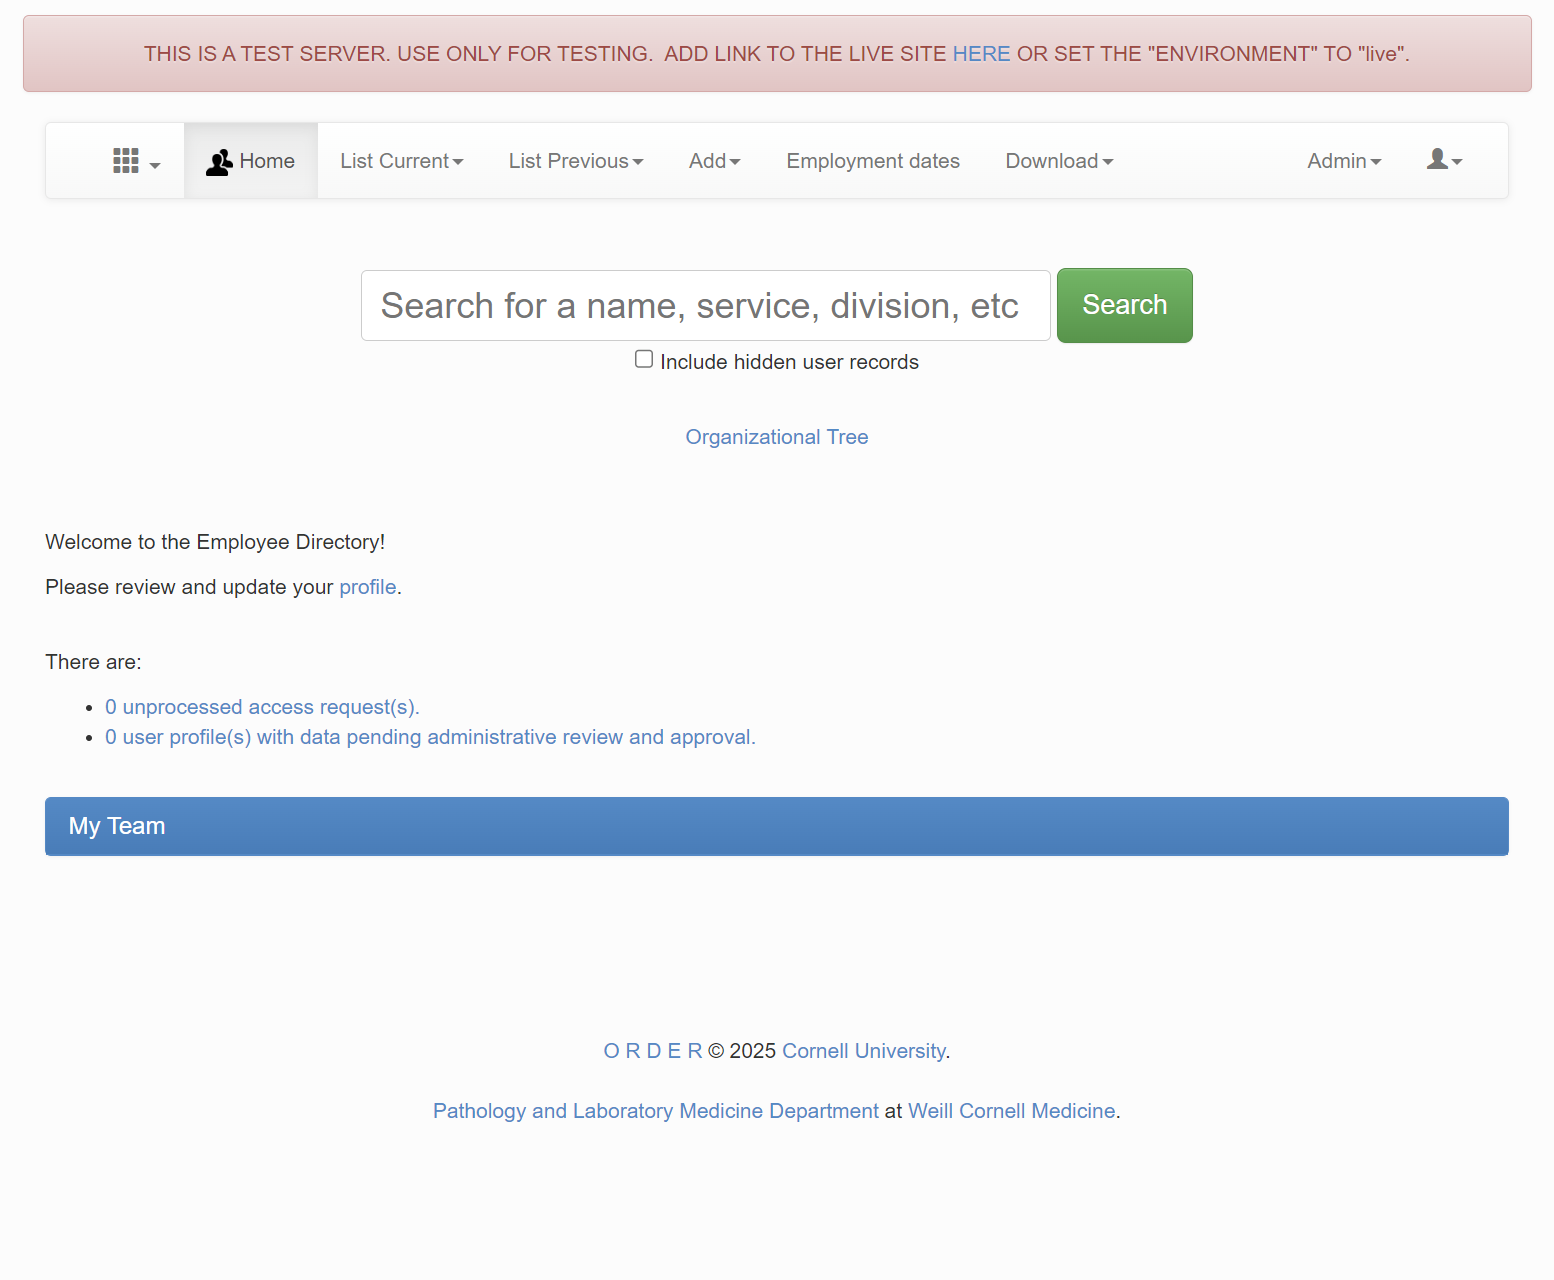 THIS IS A TEST SERVER. USE ONLY FOR TESTING.  ADD LINK TO THE LIVE SITE HERE OR SET THE "ENVIRONMENT" TO "live".
Home List Current List Previous Add Employment dates Download Admin
Search for a name, service, division, etc Search
Include hidden user records
Organizational Tree
Welcome to the Employee Directory!
Please review and update your profile.
There are:
• 0 unprocessed access request(s).
• 0 user profile(s) with data pending administrative review and approval.
My Team
O R D E R © 2025 Cornell University.
Pathology and Laboratory Medicine Department at Weill Cornell Medicine.